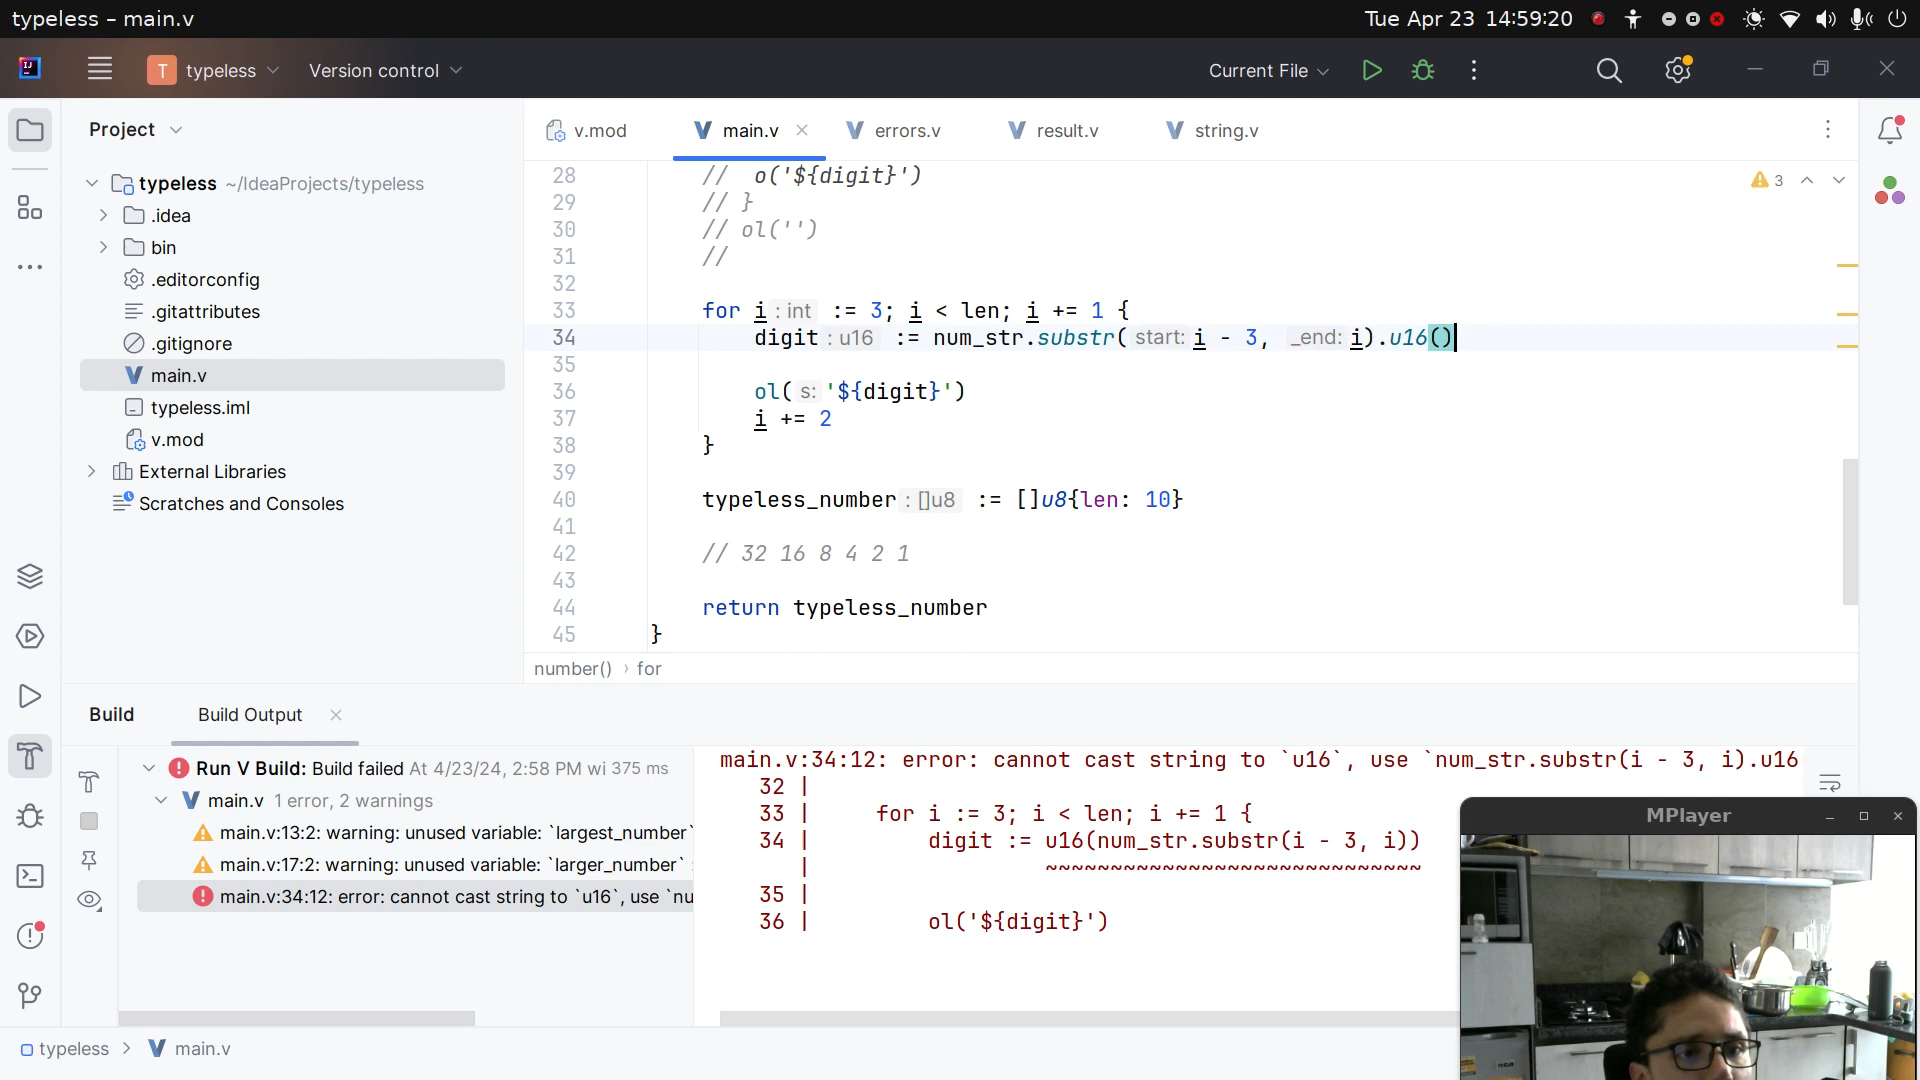 typeless – main.v
Tue Apr 23 14:59:20
T typeless
Version control
Current File
Project
v.mod
main.v
errors.v
result.v
string.v
typeless ~/IdeaProjects/typeless
.idea
bin
.editorconfig
.gitattributes
.gitignore
main.v
typeless.iml
v.mod
External Libraries
Scratches and Consoles
3
28 // o('${digit}')
29 // }
30 // ol('')
31 //
32
33 for i : int := 3; i < len; i += 1 {
34 digit : u16 := num_str.substr( start: i - 3, _end: i).u16()
35
36 ol( s: '${digit}')
37 i += 2
38 }
39
40 typeless_number : []u8 := []u8{len: 10}
41
42 // 32 16 8 4 2 1
43
44 return typeless_number
45 }
number() › for
Build
Build Output
Run V Build: Build failed At 4/23/24, 2:58 PM wi 375 ms
main.v 1 error, 2 warnings
main.v:13:2: warning: unused variable: `largest_number`
main.v:17:2: warning: unused variable: `larger_number`
main.v:34:12: error: cannot cast string to `u16`, use `nu
main.v:34:12: error: cannot cast string to `u16`, use `num_str.substr(i - 3, i).u16
32 |
33 | for i := 3; i < len; i += 1 {
34 | digit := u16(num_str.substr(i - 3, i))
| ~~~~~~~~~~~~~~~~~~~~~~~~~~~~~
35 |
36 | ol('${digit}')
MPlayer
typeless > main.v